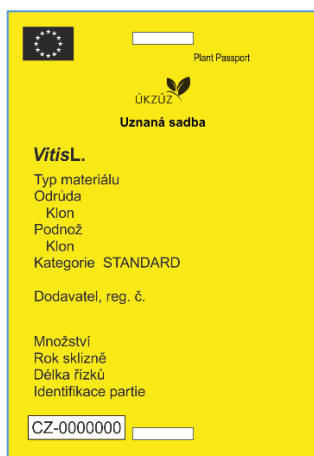 Plant Passport
ÚKZÚZ
Uznaná sadba
VitisL.
Typ materiálu
Odrůda
Klon
Podnož
Klon
Kategorie STANDARD
Dodavatel, reg. č.
Množství
Rok sklizně
Délka řízků
Identifikace partie
CZ-0000000